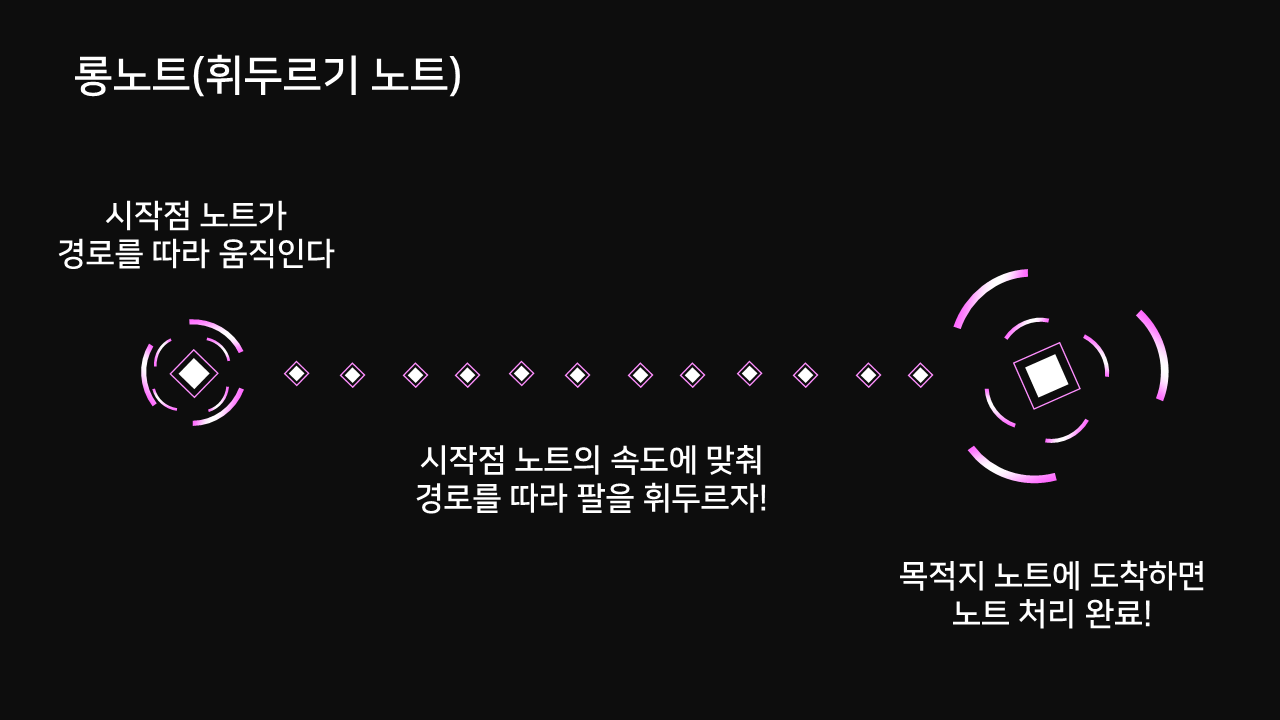 롱노트(휘두르기 노트)
시작점 노트가
경로를 따라 움직인다
시작점 노트의 속도에 맞춰
경로를 따라 팔을 휘두르자!
목적지 노트에 도착하면
노트 처리 완료!